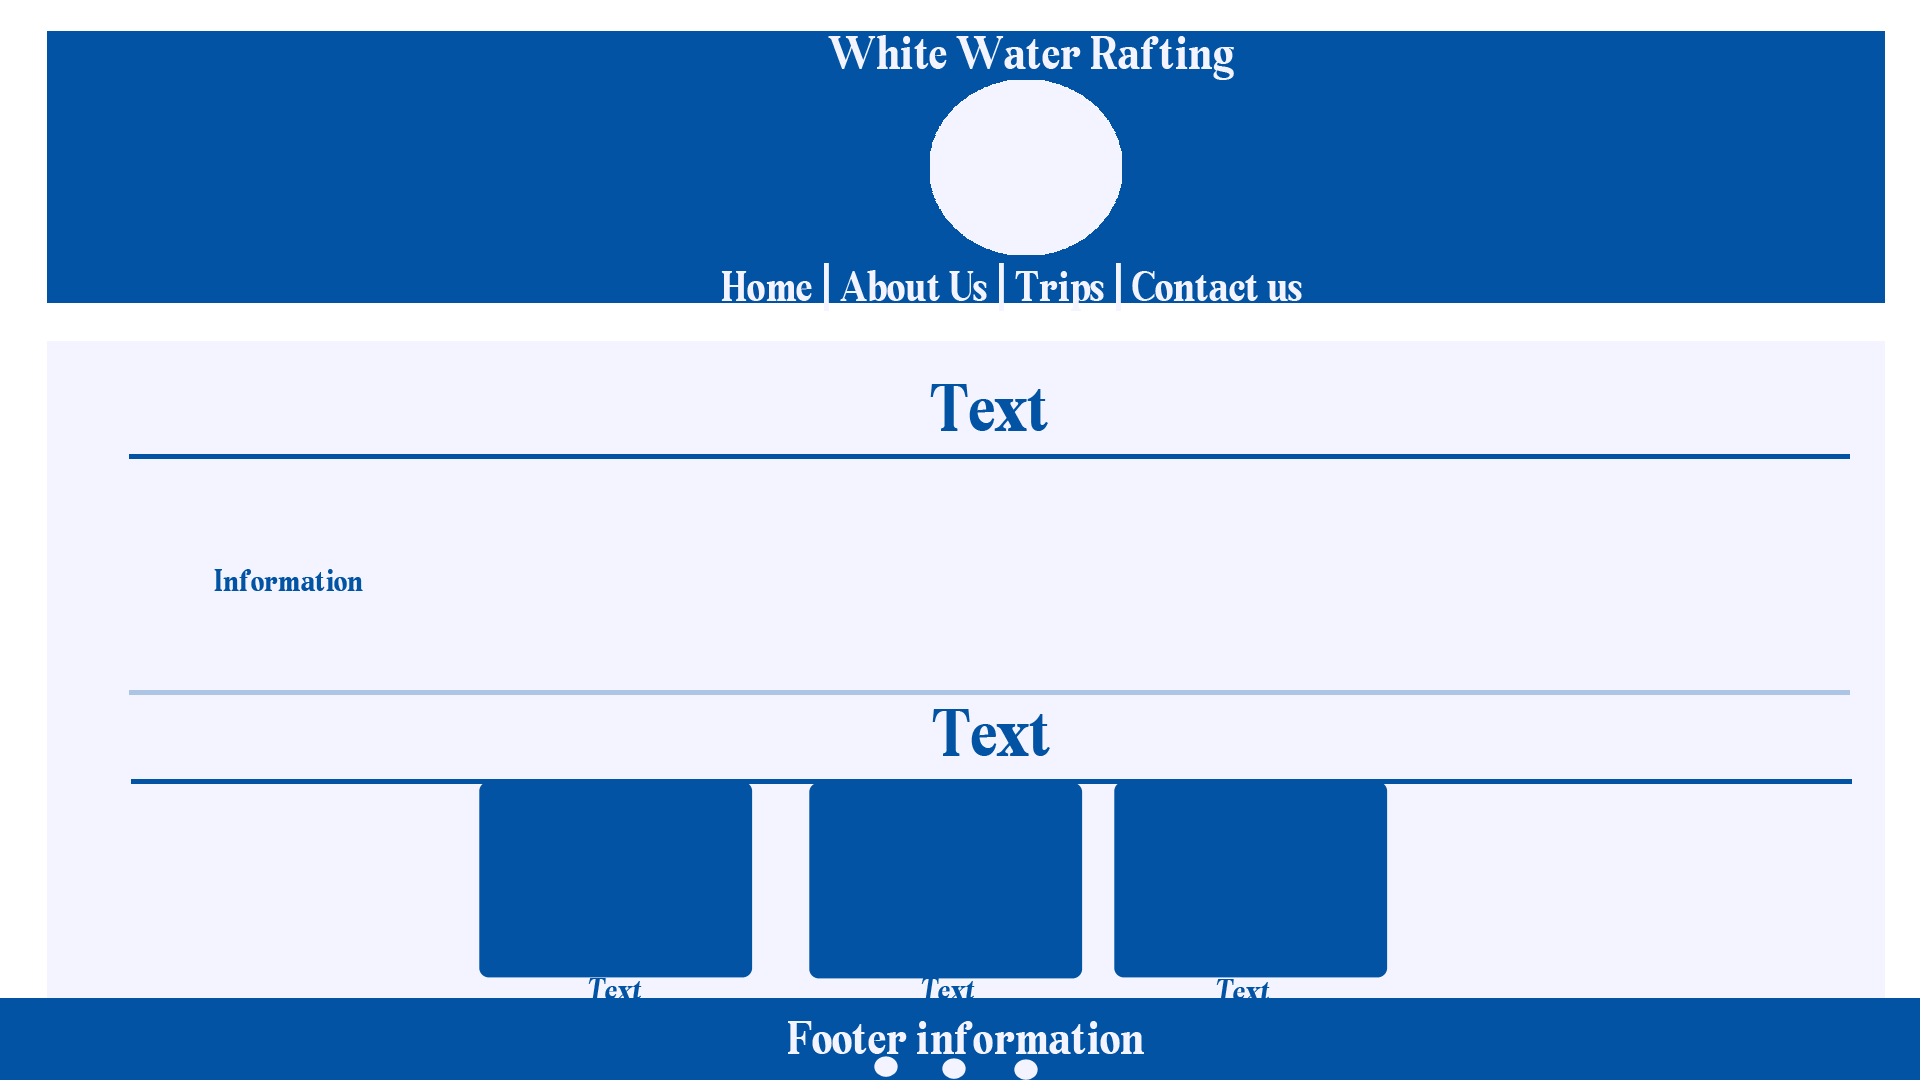 White Water Rafting
Home | About Us | Trips | Contact us
Text
Information
Text
Text Text Text
Footer information